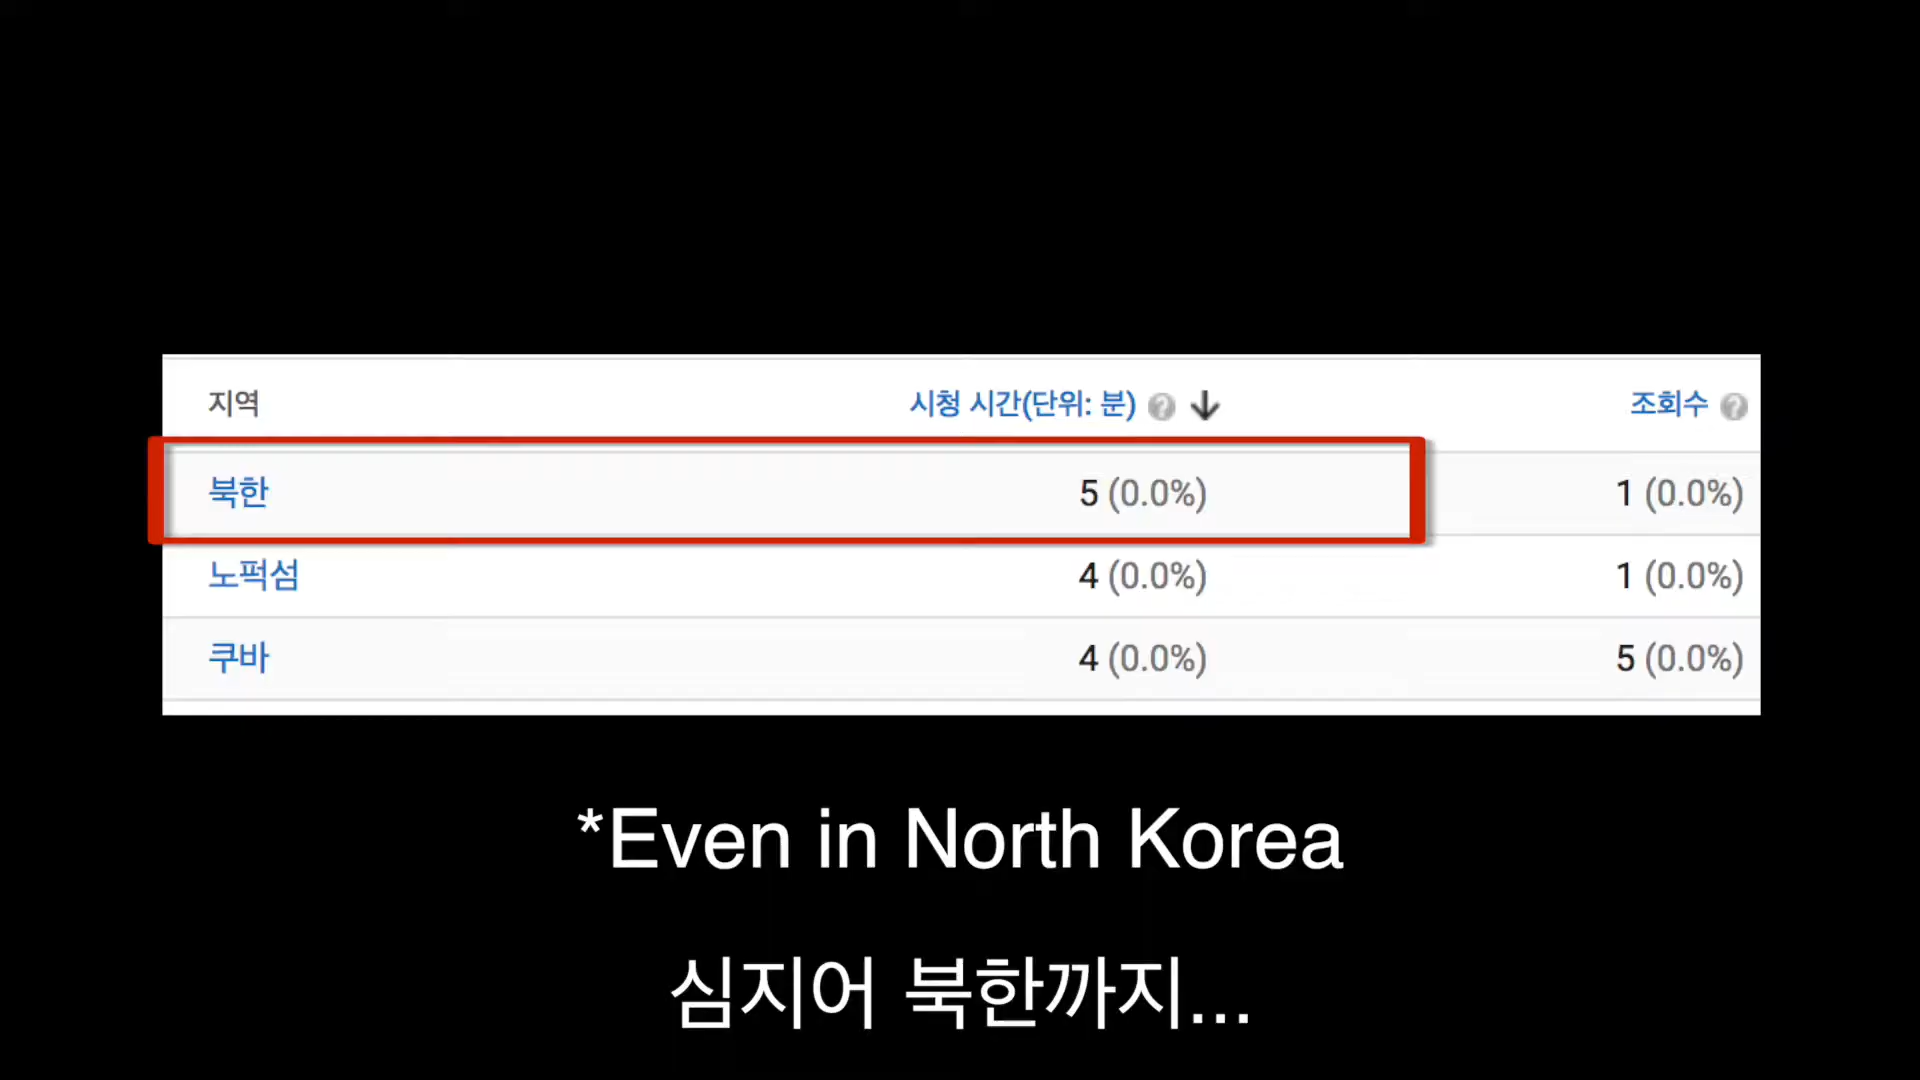 지역 시청 시간(단위: 분) ? ↓ 조회수 ?
북한 5 (0.0%) 1 (0.0%)
노퍽섬 4 (0.0%) 1 (0.0%)
쿠바 4 (0.0%) 5 (0.0%)
*Even in North Korea
심지어 북한까지...